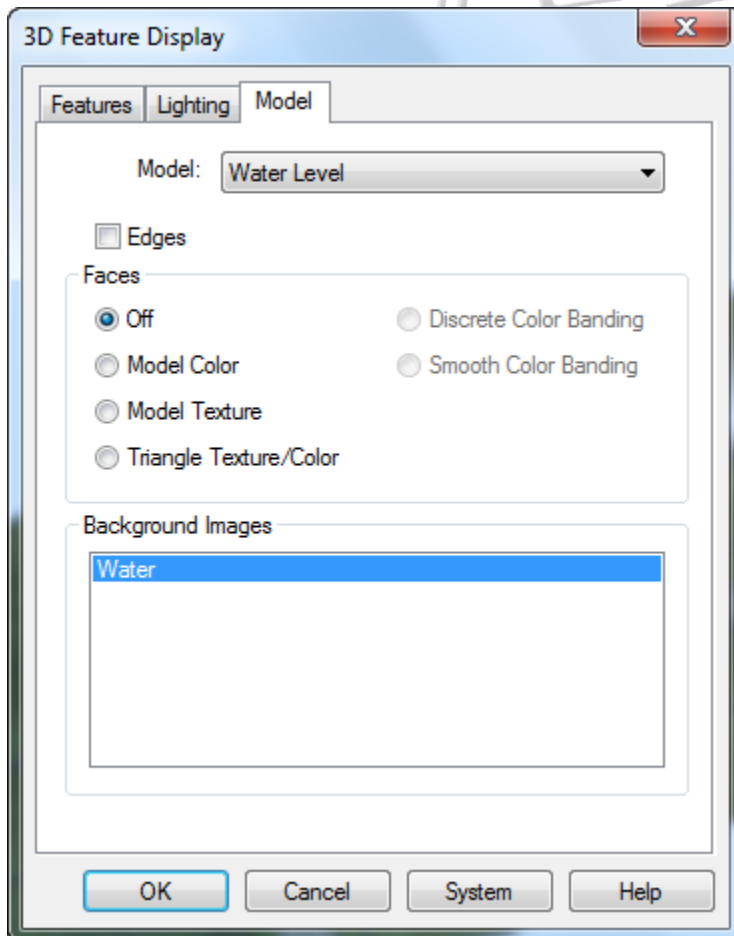 3D Feature Display
Features Lighting Model
Model: Water Level
Edges
Faces
Off Discrete Color Banding
Model Color Smooth Color Banding
Model Texture
Triangle Texture/Color
Background Images
Water
OK Cancel System Help